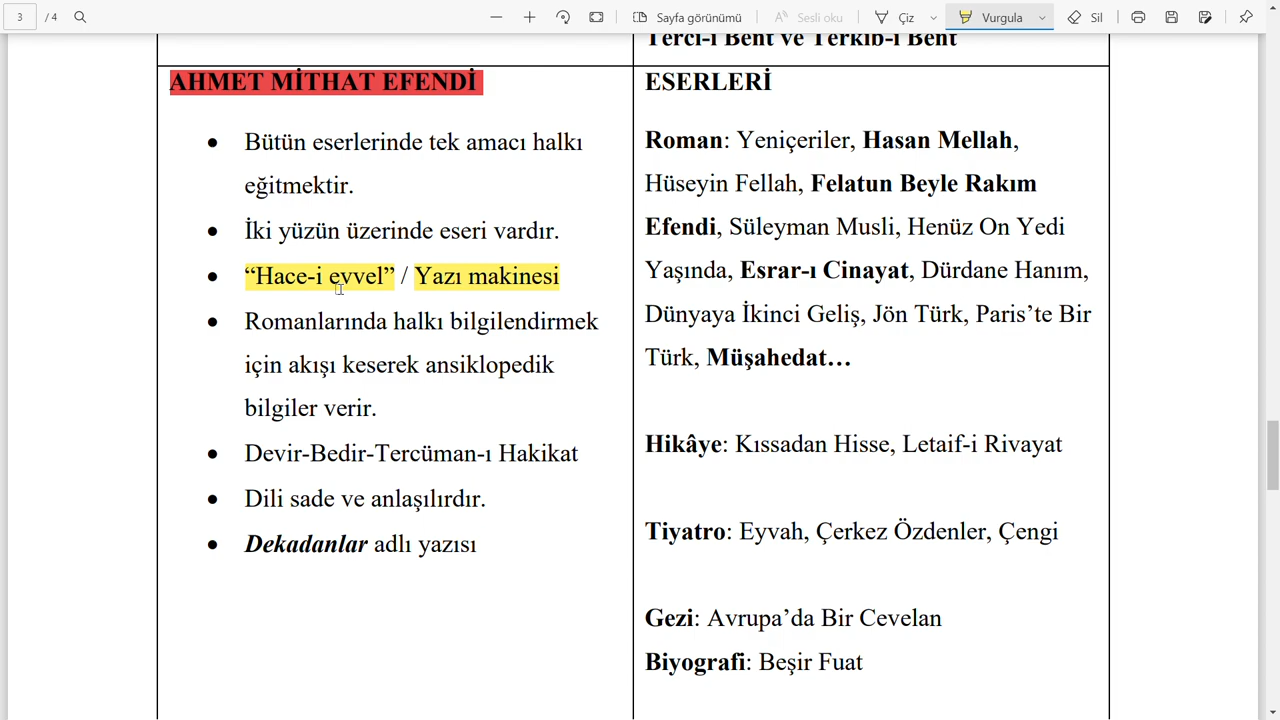 3 / 4 Sayfa görünümü Sesli oku Çiz Vurgula Sil
Terci-i Bent ve Terkib-i Bent
AHMET MİTHAT EFENDİ
Bütün eserlerinde tek amacı halkı
eğitmektir.
İki yüzün üzerinde eseri vardır.
“Hace-i evvel” / Yazı makinesi
Romanlarında halkı bilgilendirmek
için akışı keserek ansiklopedik
bilgiler verir.
Devir-Bedir-Tercüman-ı Hakikat
Dili sade ve anlaşılırdır.
Dekadanlar adlı yazısı
ESERLERİ
Roman: Yeniçeriler, Hasan Mellah,
Hüseyin Fellah, Felatun Beyle Rakım
Efendi, Süleyman Musli, Henüz On Yedi
Yaşında, Esrar-ı Cinayat, Dürdane Hanım,
Dünyaya İkinci Geliş, Jön Türk, Paris’te Bir
Türk, Müşahedat…
Hikâye: Kıssadan Hisse, Letaif-i Rivayat
Tiyatro: Eyvah, Çerkez Özdenler, Çengi
Gezi: Avrupa’da Bir Cevelan
Biyografi: Beşir Fuat